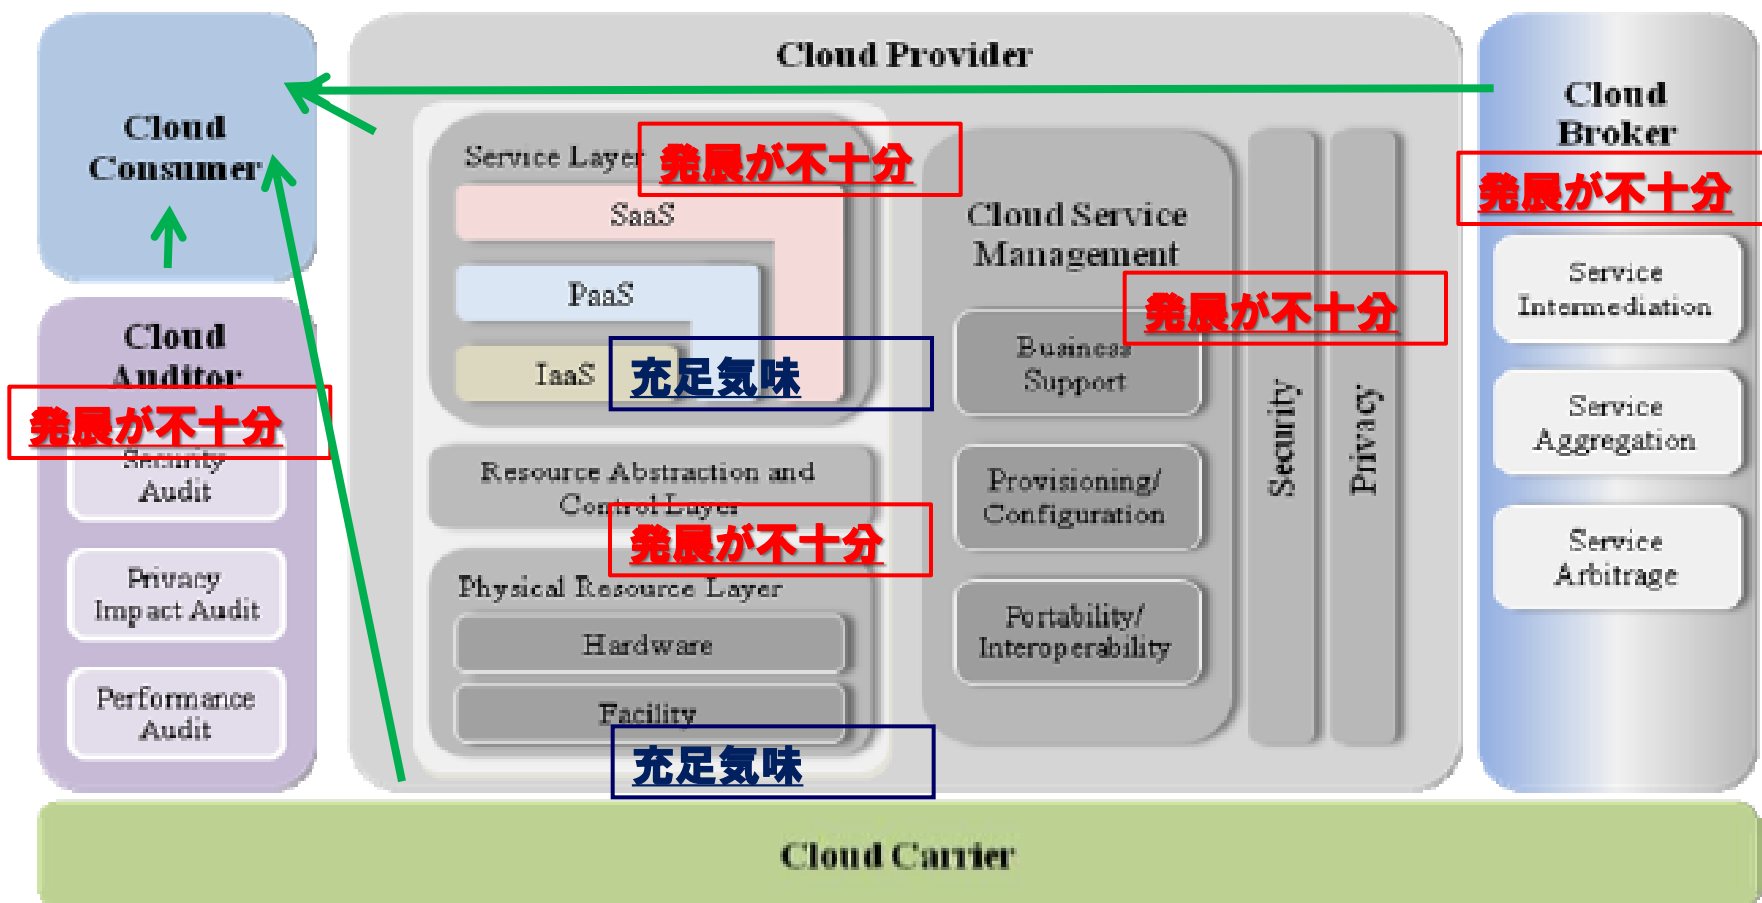 Cloud
Consumer
Cloud
Auditor
発展が不十分
Security
Audit
Privacy
Impact Audit
Performance
Audit
Cloud Provider
Service Layer
発展が不十分
SaaS
PaaS
IaaS
充足気味
Resource Abstraction and
Control Layer
発展が不十分
Physical Resource Layer
Hardware
Facility
充足気味
Cloud Service
Management
発展が不十分
Business
Support
Provisioning/
Configuration
Portability/
Interoperability
Security
Privacy
Cloud
Broker
発展が不十分
Service
Intermediation
Service
Aggregation
Service
Arbitrage
Cloud Carrier